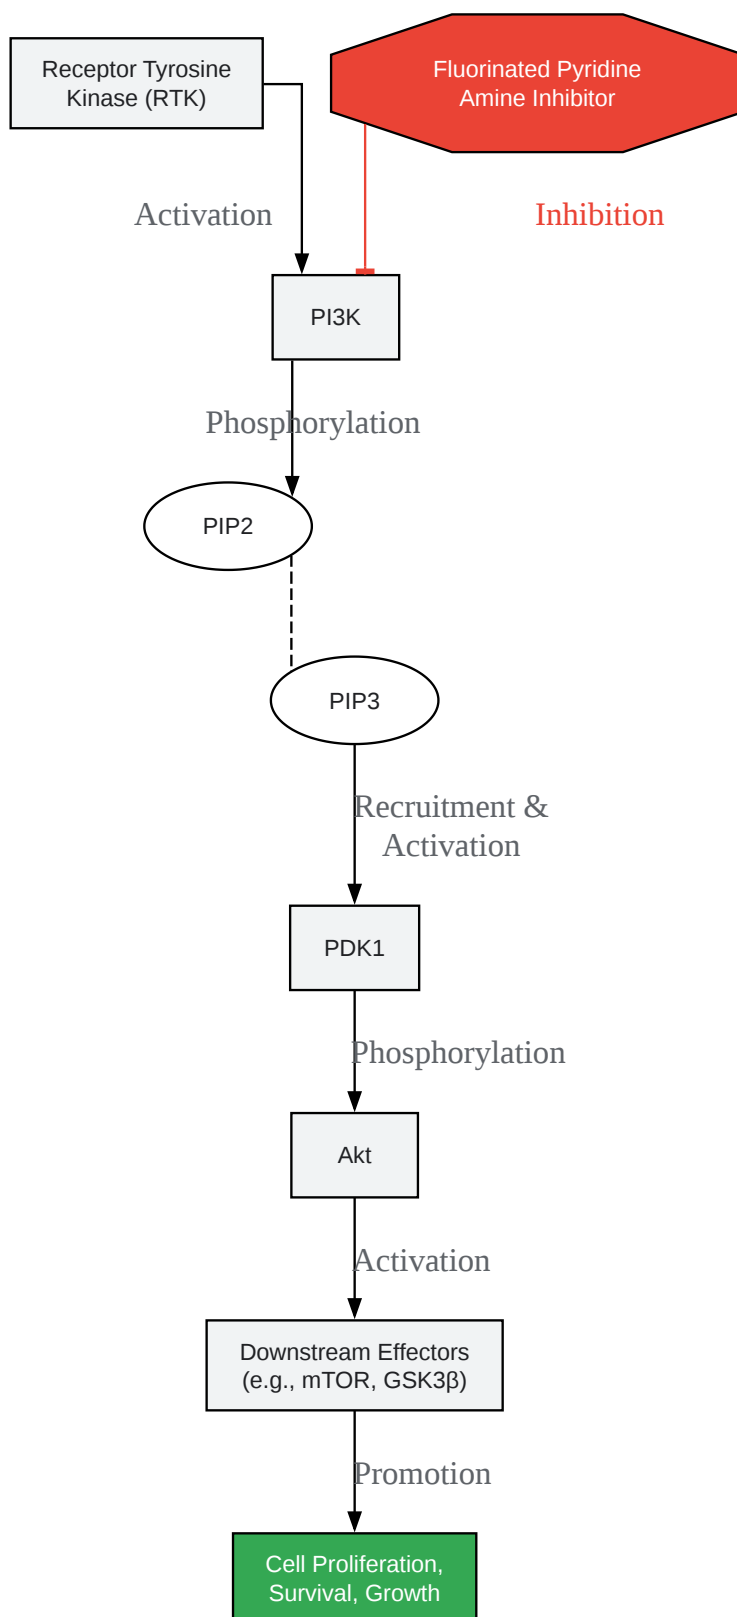 Receptor Tyrosine
Kinase (RTK)
Fluorinated Pyridine
Amine Inhibitor
Activation
Inhibition
PI3K
Phosphorylation
PIP2
PIP3
Recruitment &
Activation
PDK1
Phosphorylation
Akt
Activation
Downstream Effectors
(e.g., mTOR, GSK3β)
Promotion
Cell Proliferation,
Survival, Growth